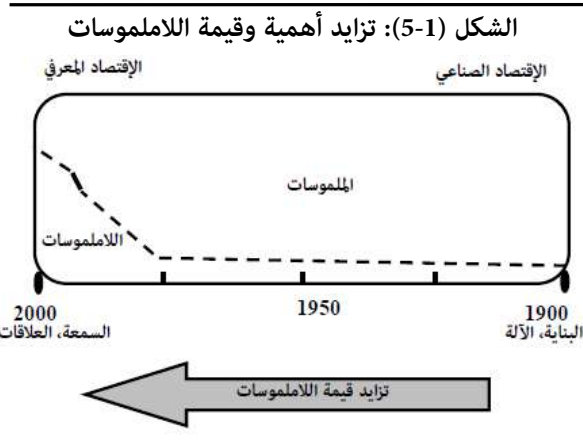 الشكل (1-5): تزايد أهمية وقيمة اللاملموسات
الإقتصاد الصناعي
الإقتصاد المعرفي
الملموسات
اللاملموسات
1900
1950
2000
البناية، الآلة
السمعة، العلاقات
تزايد قيمة اللاملموسات